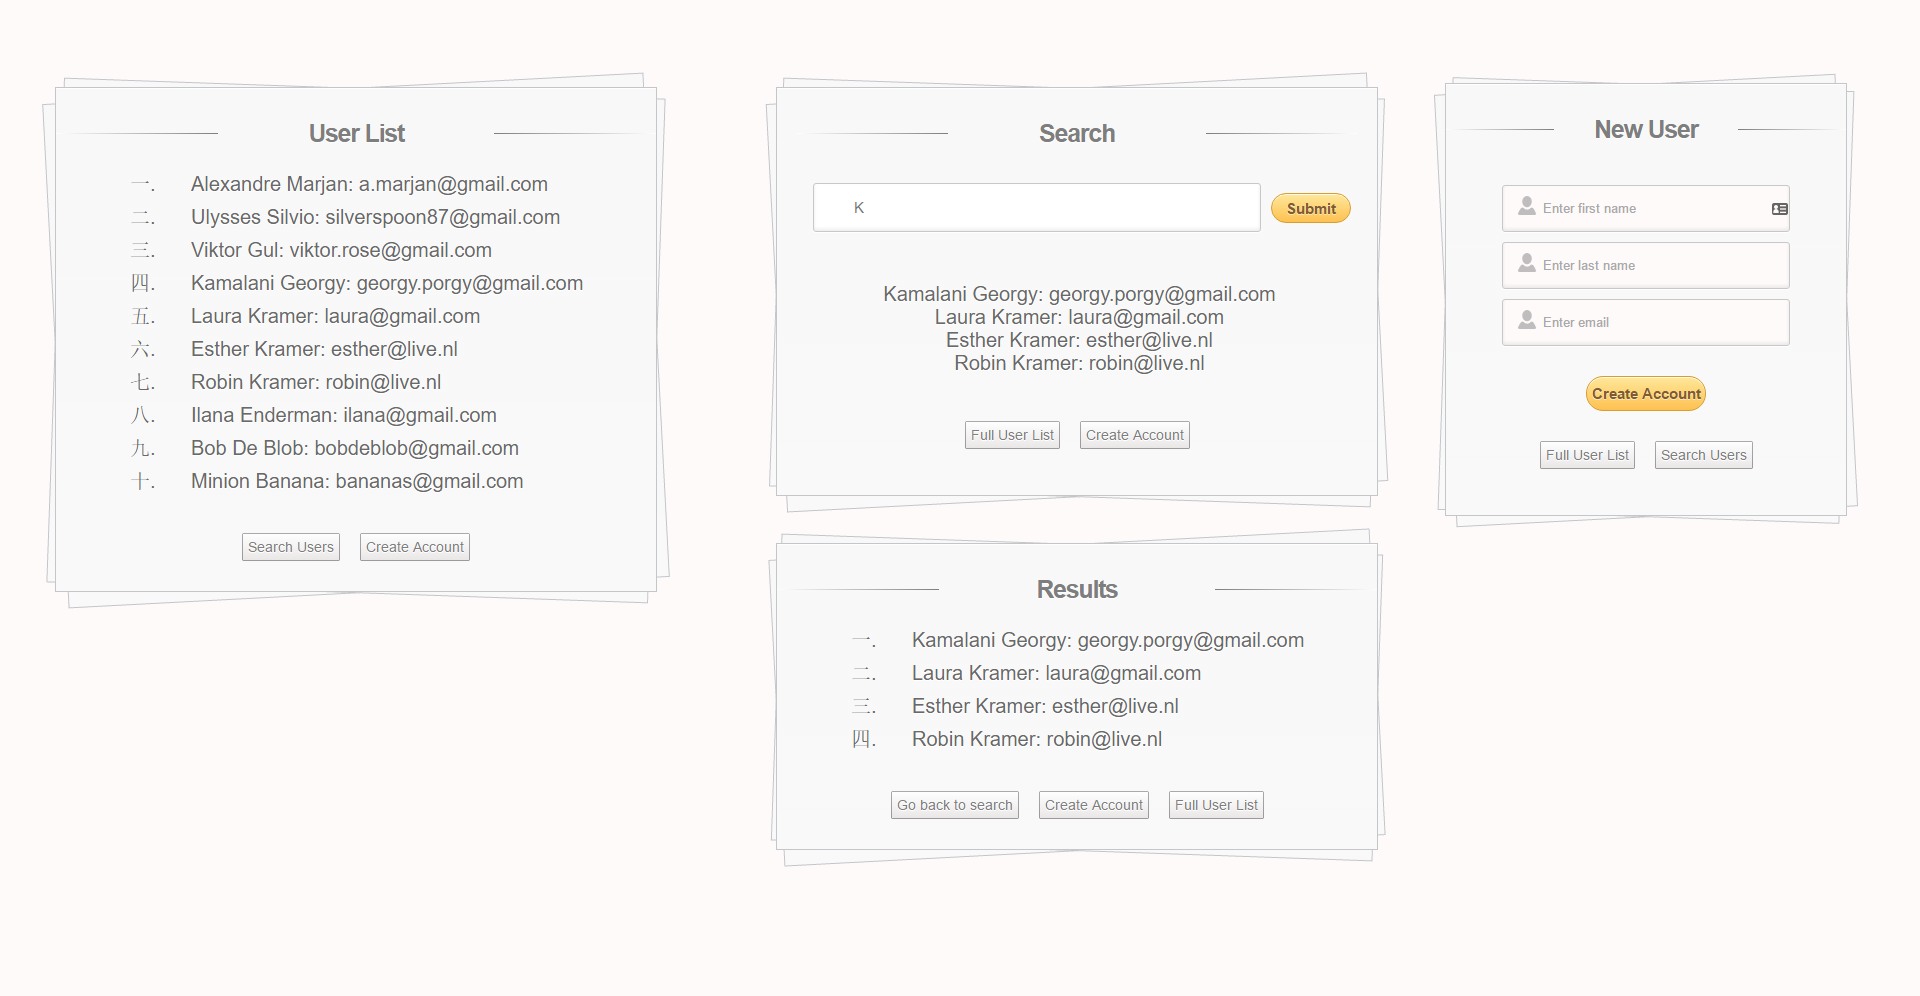 User List
一. Alexandre Marjan: a.marjan@gmail.com
二. Ulysses Silvio: silverspoon87@gmail.com
三. Viktor Gul: viktor.rose@gmail.com
四. Kamalani Georgy: georgy.porgy@gmail.com
五. Laura Kramer: laura@gmail.com
六. Esther Kramer: esther@live.nl
七. Robin Kramer: robin@live.nl
八. Ilana Enderman: ilana@gmail.com
九. Bob De Blob: bobdeblob@gmail.com
十. Minion Banana: bananas@gmail.com
Search Users Create Account
Search
K Submit
Kamalani Georgy: georgy.porgy@gmail.com
Laura Kramer: laura@gmail.com
Esther Kramer: esther@live.nl
Robin Kramer: robin@live.nl
Full User List Create Account
Results
一. Kamalani Georgy: georgy.porgy@gmail.com
二. Laura Kramer: laura@gmail.com
三. Esther Kramer: esther@live.nl
四. Robin Kramer: robin@live.nl
Go back to search Create Account Full User List
New User
Enter first name
Enter last name
Enter email
Create Account
Full User List Search Users